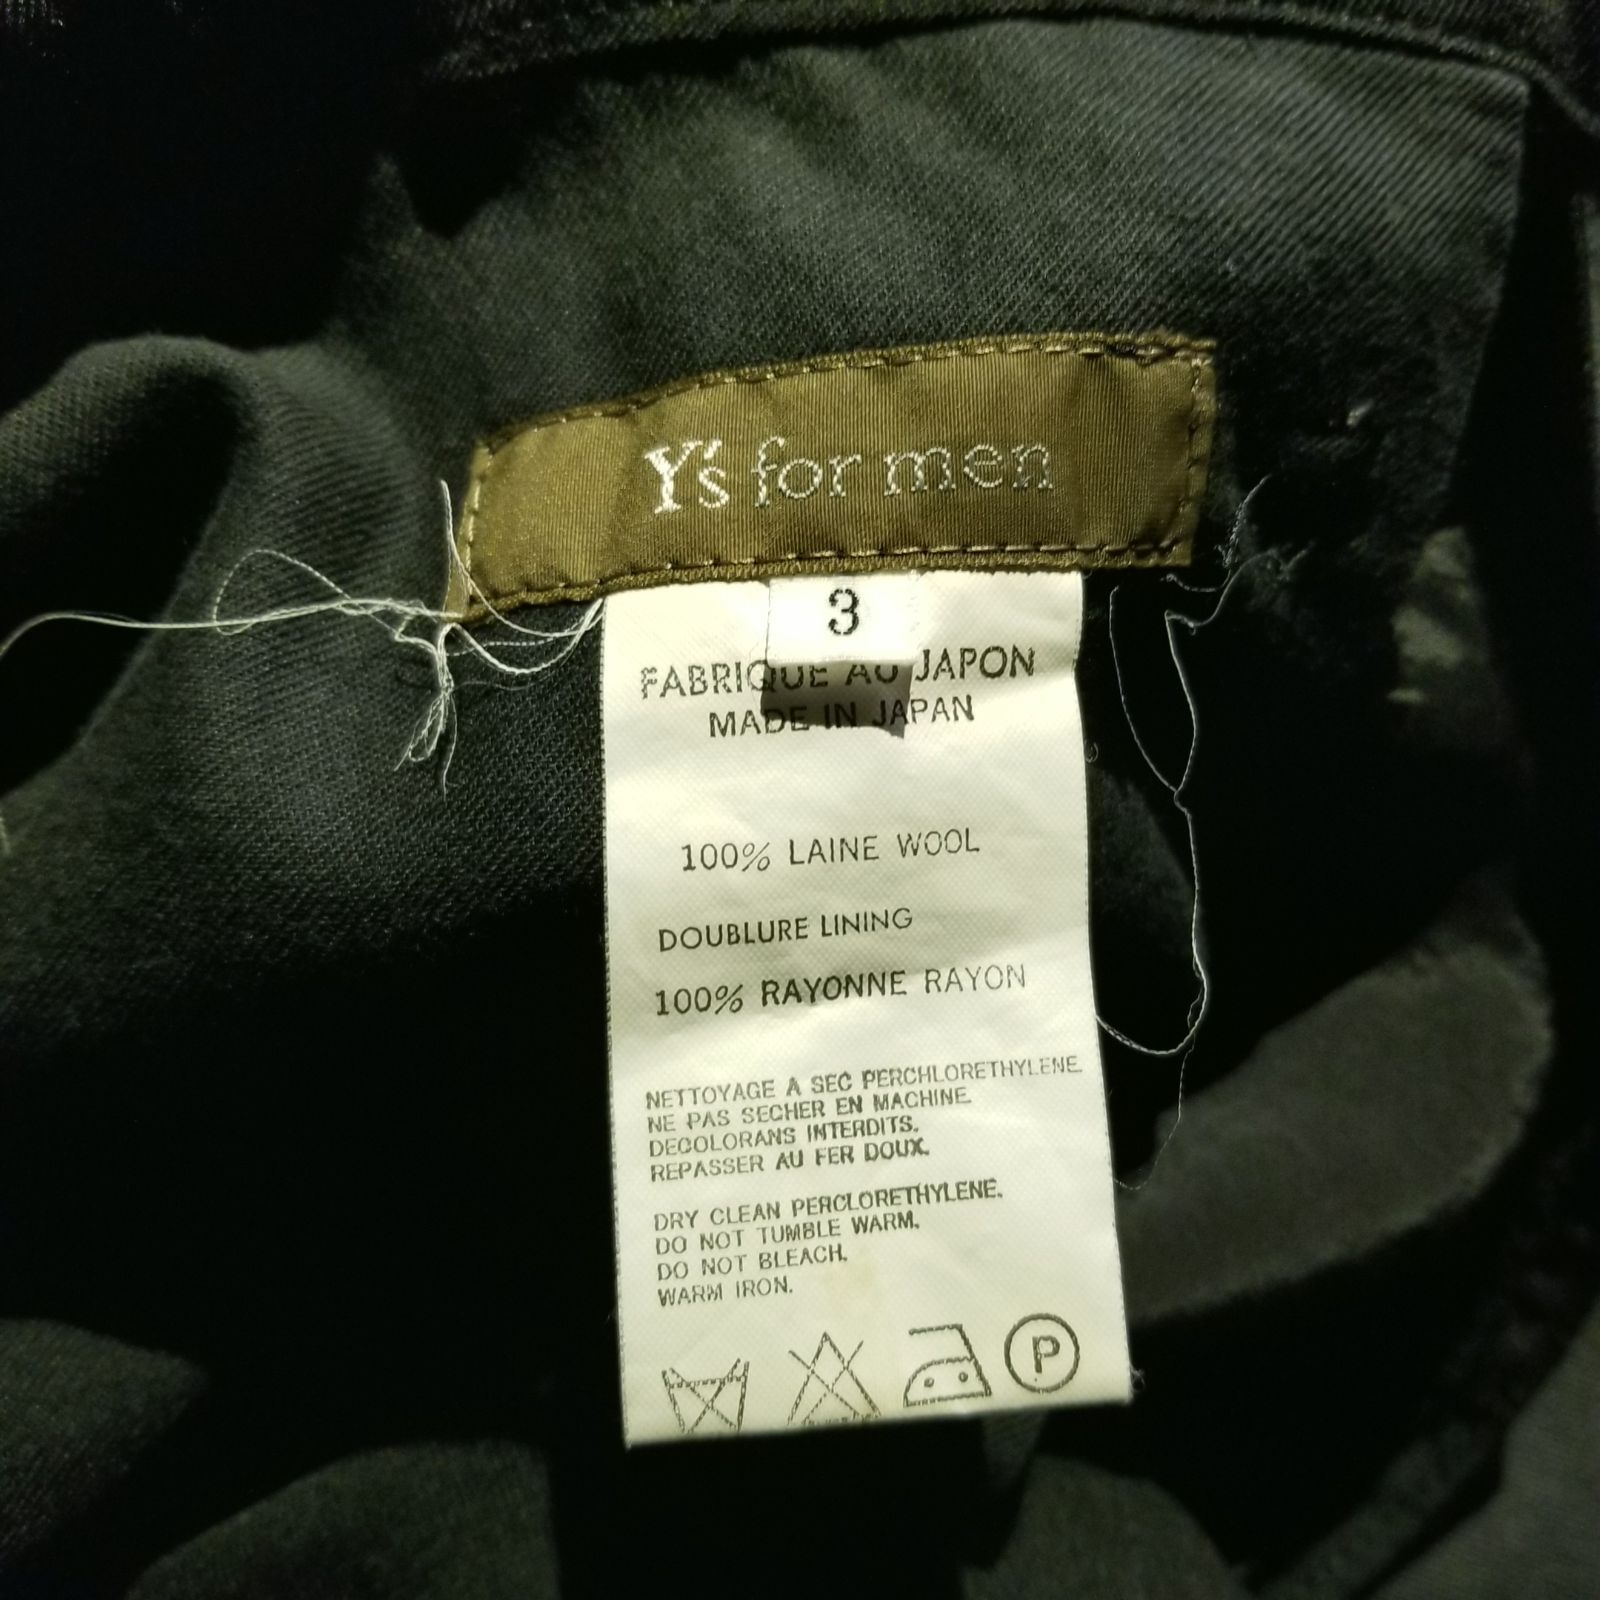 Y's for men
3
FABRIQUE AU JAPON
MADE IN JAPAN
100% LAINE WOOL
DOUBLURE LINING
100% RAYONNE RAYON
NETTOYAGE A SEC PERCHLORETHYLENE.
NE PAS SECHER EN MACHINE.
DECOLORANS INTERDITS.
REPASSER AU FER DOUX.
DRY CLEAN PERCLORETHYLENE.
DO NOT TUMBLE WARM.
DO NOT BLEACH.
WARM IRON.
P